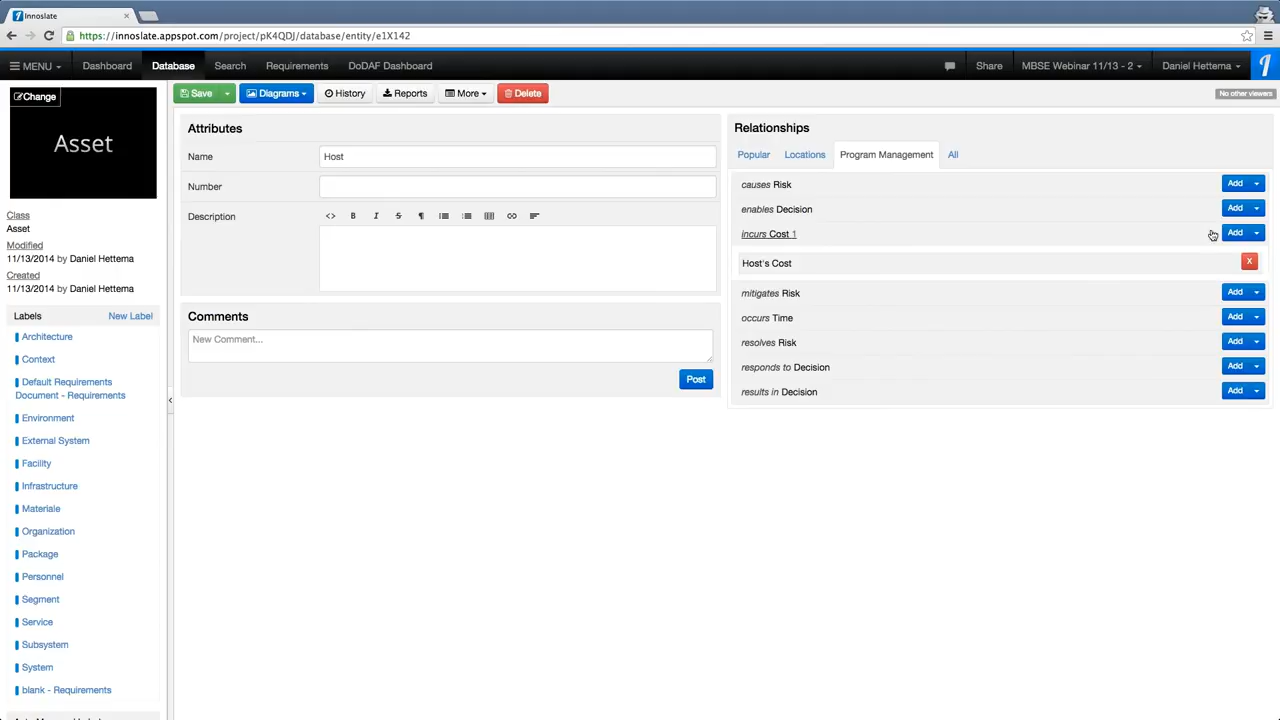 Innoslate
https://innoslate.appspot.com/project/pK4QDJ/database/entity/e1X142
MENU Dashboard Database Search Requirements DoDAF Dashboard Share MBSE Webinar 11/13 - 2 Daniel Hettema
Change
Save Diagrams History Reports More Delete
No other viewers
Asset
Class
Asset
Modified
11/13/2014 by Daniel Hettema
Created
11/13/2014 by Daniel Hettema
Labels New Label
Architecture
Context
Default Requirements
Document - Requirements
Environment
External System
Facility
Infrastructure
Materiale
Organization
Package
Personnel
Segment
Service
Subsystem
System
blank - Requirements
Attributes
Name Host
Number
Description
Comments
New Comment...
Post
Relationships
Popular Locations Program Management All
causes Risk Add
enables Decision Add
incurs Cost 1 Add
Host's Cost X
mitigates Risk Add
occurs Time Add
resolves Risk Add
responds to Decision Add
results in Decision Add